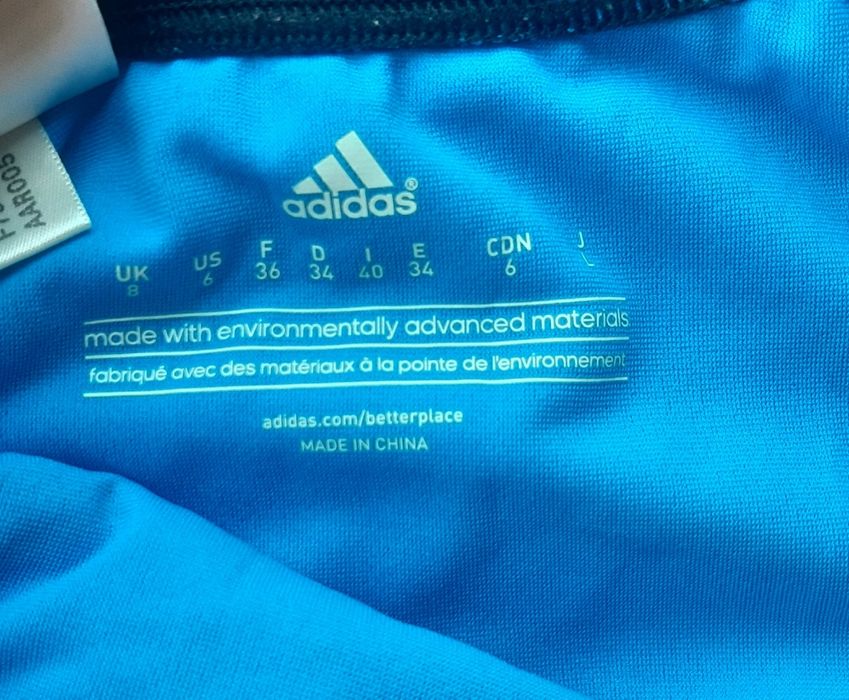 AAR005
adidas®
UK US F D I E CDN J
8 6 36 34 40 34 6 L
made with environmentally advanced materials
fabriqué avec des matériaux à la pointe de l'environnement
adidas.com/betterplace
MADE IN CHINA